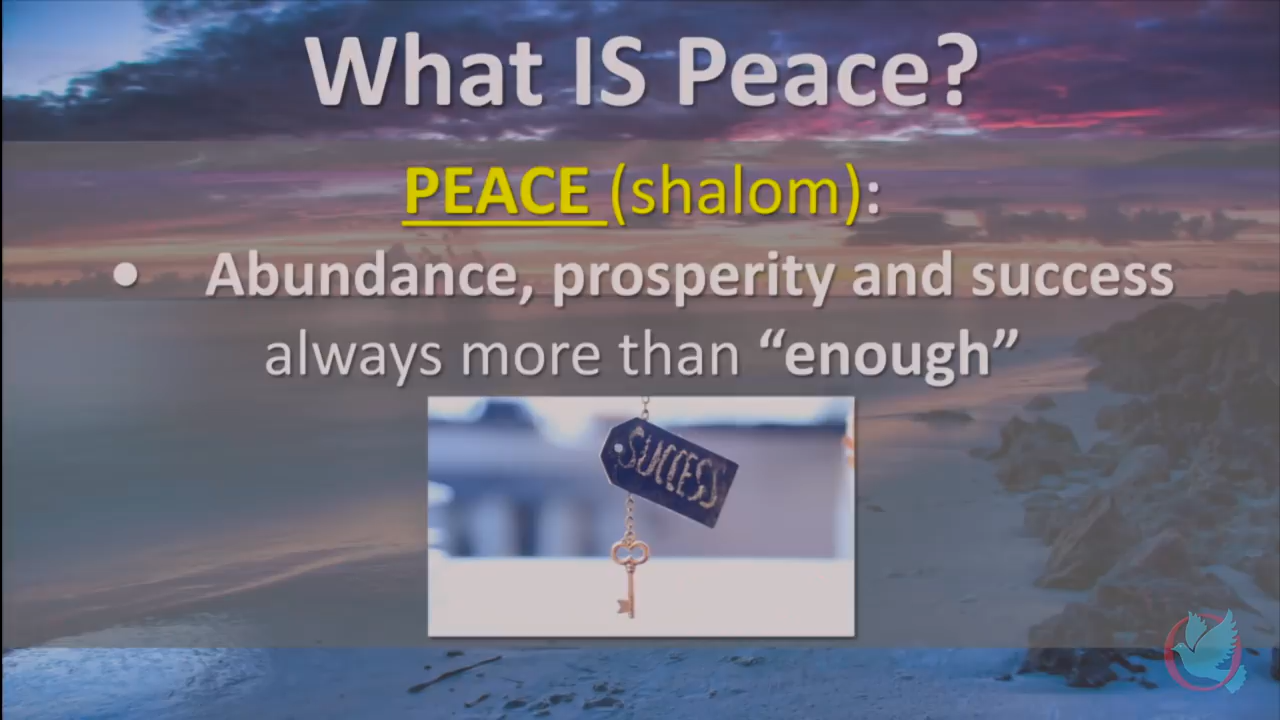 What IS Peace?
PEACE (shalom):
• Abundance, prosperity and success
always more than “enough”
SUCCESS